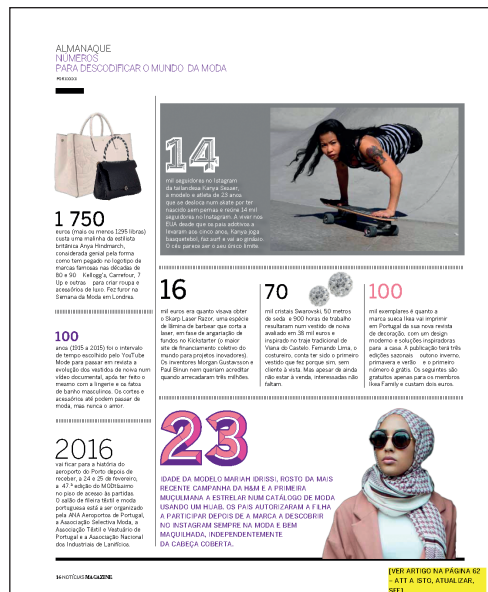 ALMANAQUE
NÚMEROS
PARA DESCODIFICAR O MUNDO DA MODA
POR XXXXX
14
mil seguidores no Istagram
da tailandesa Kanya Sesser,
a modelo e atleta de 23 anos
que se desloca num skate por ter
nascido sem pernas e reúne 14 mil
seguidores no Instagram. A viver nos
EUA desde que os pais adotivos a
levaram aos cinco anos, Kanya joga
basquetebol, faz surf e vai ao ginásio.
O céu parece ser o seu único limite.
1 750
euros (mais ou menos 1295 libras)
custa uma malinha da estilista
britânica Anya Hindmarch,
considerada genial pela forma
como tem pegado no logotipo de
marcas famosas nas décadas de
80 e 90 Kellogg's, Carrefour, 7
Up e outras para criar roupa e
acessórios de luxo. Fez furor na
Semana da Moda em Londres.
100
anos (1915 a 2015) foi o intervalo
de tempo escolhido pelo YouTube
Mode para passar em revista a
evolução dos vestidos de noiva num
vídeo documental, após ter feito o
mesmo com a lingerie e os fatos
de banho masculinos. Os cortes e
acessórios até podem passar de
moda, mas nunca o amor.
2016
vai ficar para a história do
aeroporto do Porto depois de
receber, a 24 e 25 de fevereiro,
a 47.ª edição do MODtissimo
no piso de acesso às partidas.
O salão de fileira têxtil e moda
portuguesa está a ser organizado
pela ANA Aeroportos de Portugal,
a Associação Selectiva Moda, a
Associação Têxtil e Vestuário de
Portugal e a Associação Nacional
dos Industriais de Lanifícios.
16
mil euros era quanto visava obter
o Skarp Laser Razor, uma espécie
de lâmina de barbear que corta a
laser, em fase de angariação de
fundos no Kickstarter (o maior
site de financiamento coletivo do
mundo para projetos inovadores).
Os inventores Morgan Gustavsson e
Paul Binun nem queriam acreditar
quando arrecadaram três milhões.
70
mil cristais Swarovski, 50 metros
de seda e 900 horas de trabalho
resultaram num vestido de noiva
avaliado em 38 mil euros e
inspirado no traje tradicional de
Viana do Castelo. Fernando Lima, o
costureiro, conta ter sido o primeiro
vestido que fez porque sim, sem
cliente à vista. Mas apesar de ainda
não estar à venda, interessadas não
faltam.
100
mil exemplares é quanto a
marca sueca Ikea vai imprimir
em Portugal da sua nova revista
de decoração, com um design
moderno e soluções inspiradoras
para a casa. A publicação terá três
edições sazonais outono inverno,
primavera e verão e o primeiro
número é grátis. Os seguintes são
gratuitos apenas para os membros
Ikea Family e custam dois euros.
23
IDADE DA MODELO MARIAH IDRISSI, ROSTO DA MAIS
RECENTE CAMPANHA DA H&M E A PRIMEIRA
MUÇULMANA A ESTRELAR NUM CATÁLOGO DE MODA
USANDO UM HIJAB. OS PAIS AUTORIZARAM A FILHA
A PARTICIPAR DEPOIS DE A MARCA A DESCOBRIR
NO INSTAGRAM SEMPRE NA MODA E BEM
MAQUILHADA, INDEPENDENTEMENTE
DA CABEÇA COBERTA.
16 NOTÍCIAS MAGAZINE
[VER ARTIGO NA PÁGINA 62
– ATT A ISTO, ATUALIZAR,
SFF]